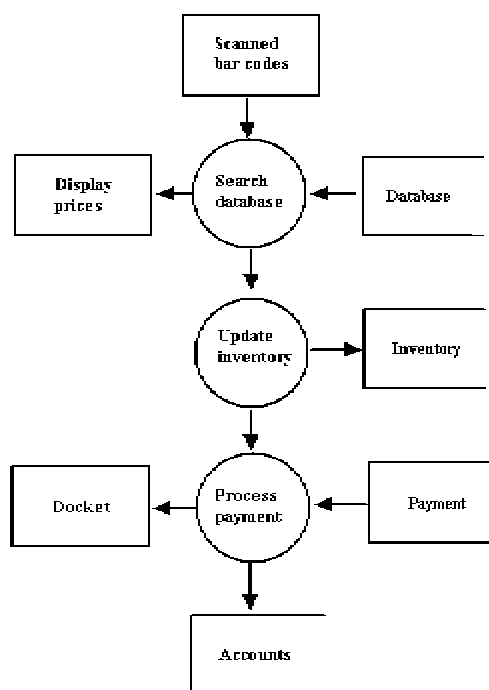 Scanned
bar codes
Display
prices
Search
database
Database
Update
inventory
Inventory
Docket
Process
payment
Payment
Accounts